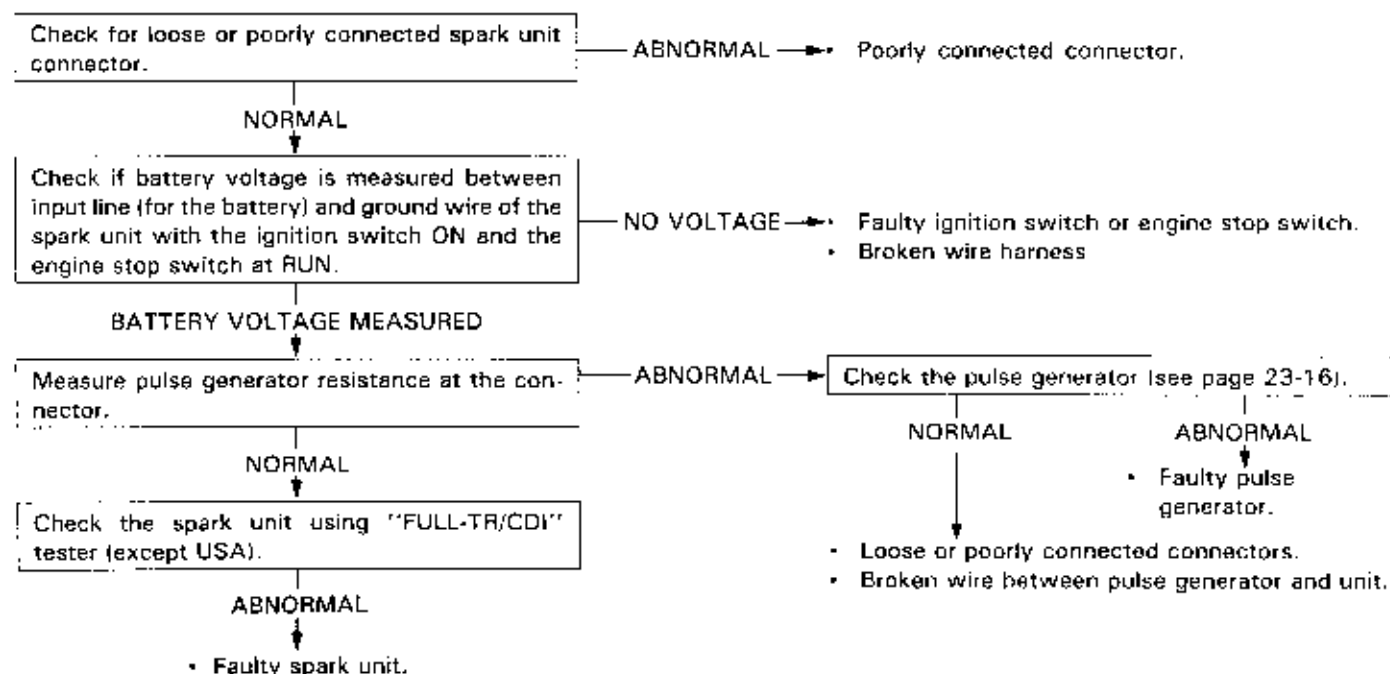 Check for loose or poorly connected spark unit
connector.
ABNORMAL
• Poorly connected connector.
NORMAL
Check if battery voltage is measured between
input line (for the battery) and ground wire of the
spark unit with the ignition switch ON and the
engine stop switch at RUN.
NO VOLTAGE
• Faulty ignition switch or engine stop switch.
• Broken wire harness
BATTERY VOLTAGE MEASURED
Measure pulse generator resistance at the con-
nector.
ABNORMAL
Check the pulse generator (see page 23-16).
NORMAL
ABNORMAL
• Faulty pulse
generator.
• Loose or poorly connected connectors.
• Broken wire between pulse generator and unit.
NORMAL
Check the spark unit using "FULL-TR/CDI"
tester (except USA).
ABNORMAL
• Faulty spark unit.